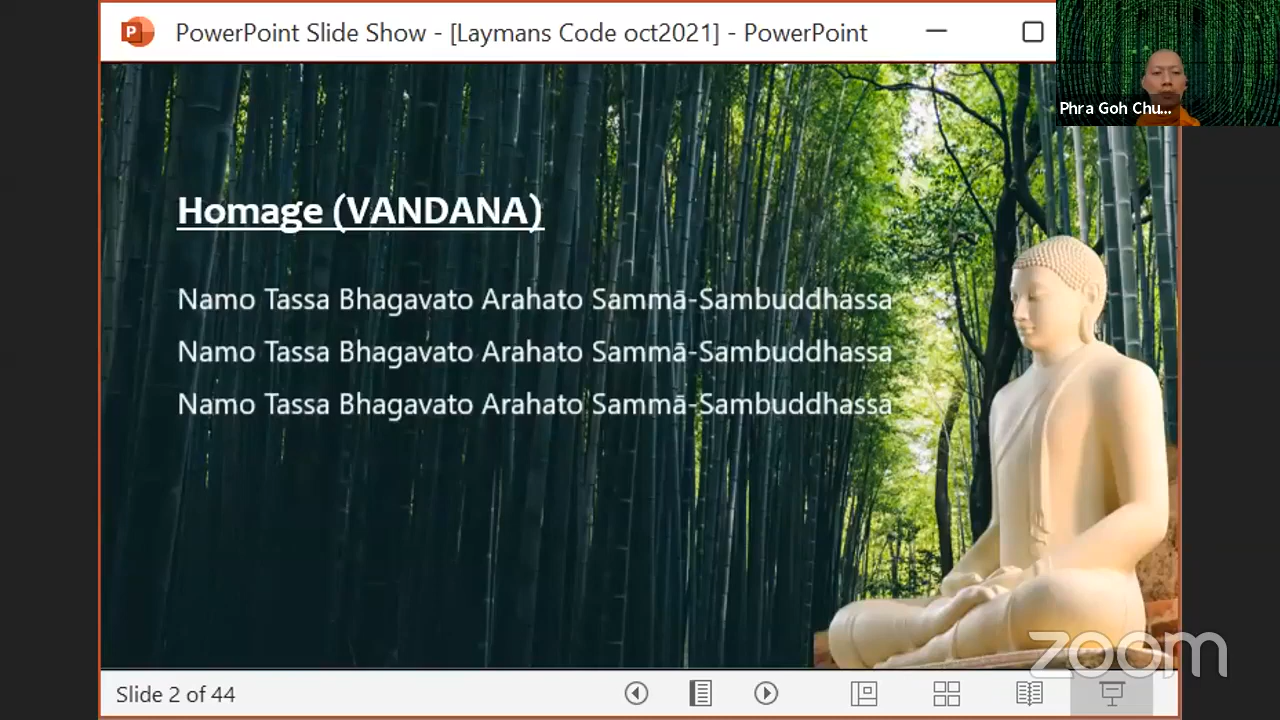 PowerPoint Slide Show - [Laymans Code oct2021] - PowerPoint
Phra Goh Chu...
Homage (VANDANA)
Namo Tassa Bhagavato Arahato Sammā-Sambuddhassa
Namo Tassa Bhagavato Arahato Sammā-Sambuddhassa
Namo Tassa Bhagavato Arahato Sammā-Sambuddhassa
zoom
Slide 2 of 44